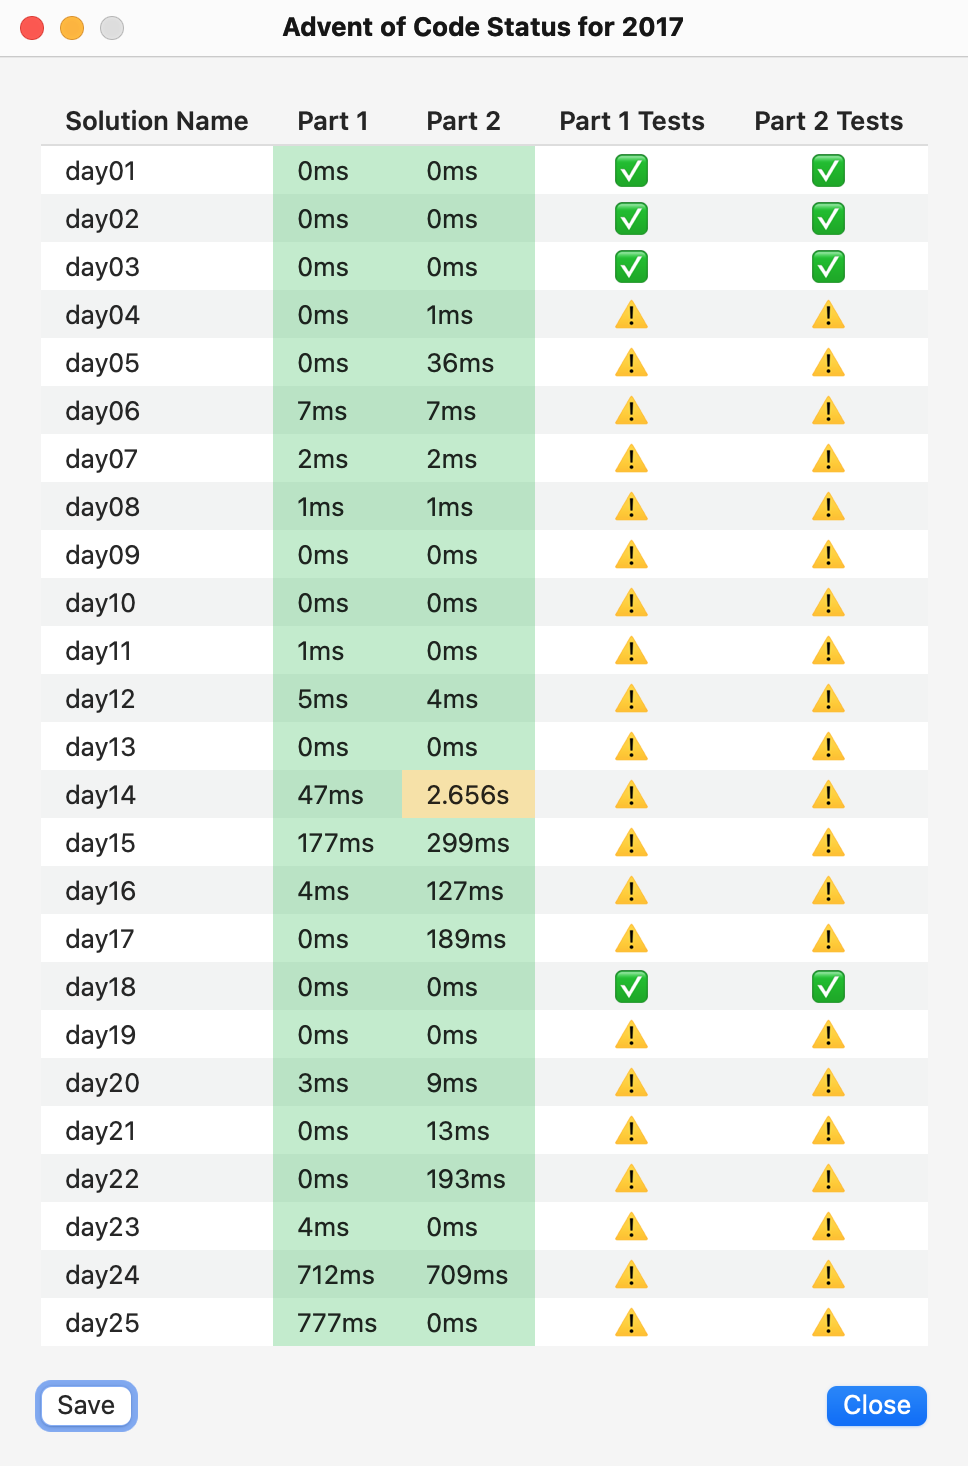 Advent of Code Status for 2017
Solution Name Part 1 Part 2 Part 1 Tests Part 2 Tests
day01 0ms 0ms ✅ ✅
day02 0ms 0ms ✅ ✅
day03 0ms 0ms ✅ ✅
day04 0ms 1ms ⚠️ ⚠️
day05 0ms 36ms ⚠️ ⚠️
day06 7ms 7ms ⚠️ ⚠️
day07 2ms 2ms ⚠️ ⚠️
day08 1ms 1ms ⚠️ ⚠️
day09 0ms 0ms ⚠️ ⚠️
day10 0ms 0ms ⚠️ ⚠️
day11 1ms 0ms ⚠️ ⚠️
day12 5ms 4ms ⚠️ ⚠️
day13 0ms 0ms ⚠️ ⚠️
day14 47ms 2.656s ⚠️ ⚠️
day15 177ms 299ms ⚠️ ⚠️
day16 4ms 127ms ⚠️ ⚠️
day17 0ms 189ms ⚠️ ⚠️
day18 0ms 0ms ✅ ✅
day19 0ms 0ms ⚠️ ⚠️
day20 3ms 9ms ⚠️ ⚠️
day21 0ms 13ms ⚠️ ⚠️
day22 0ms 193ms ⚠️ ⚠️
day23 4ms 0ms ⚠️ ⚠️
day24 712ms 709ms ⚠️ ⚠️
day25 777ms 0ms ⚠️ ⚠️
Save Close